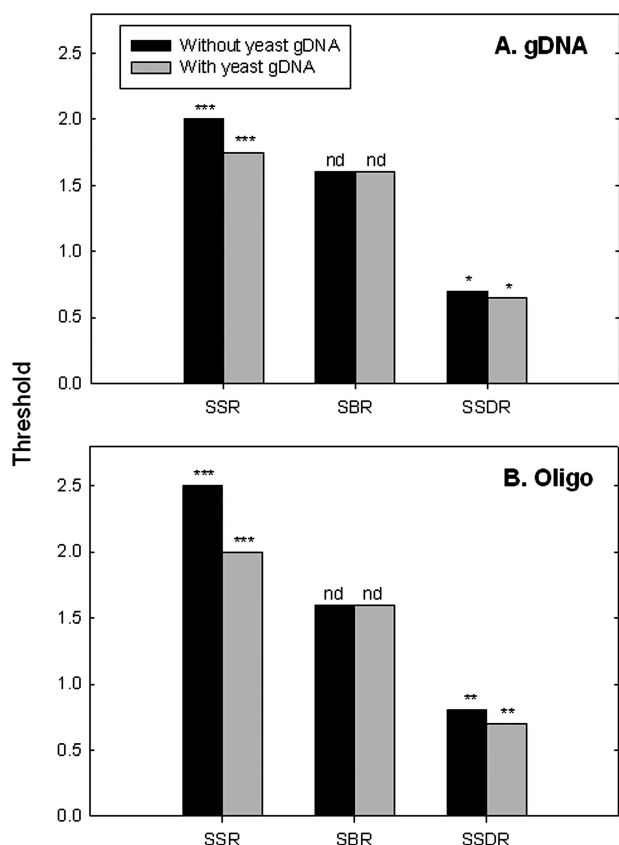 Without yeast gDNA
With yeast gDNA
A. gDNA
2.5
2.0
1.5
1.0
0.5
0.0
***
***
nd nd
*
*
SSR SBR SSDR
Threshold
B. Oligo
2.5
2.0
1.5
1.0
0.5
0.0
***
***
nd nd
**
**
SSR SBR SSDR